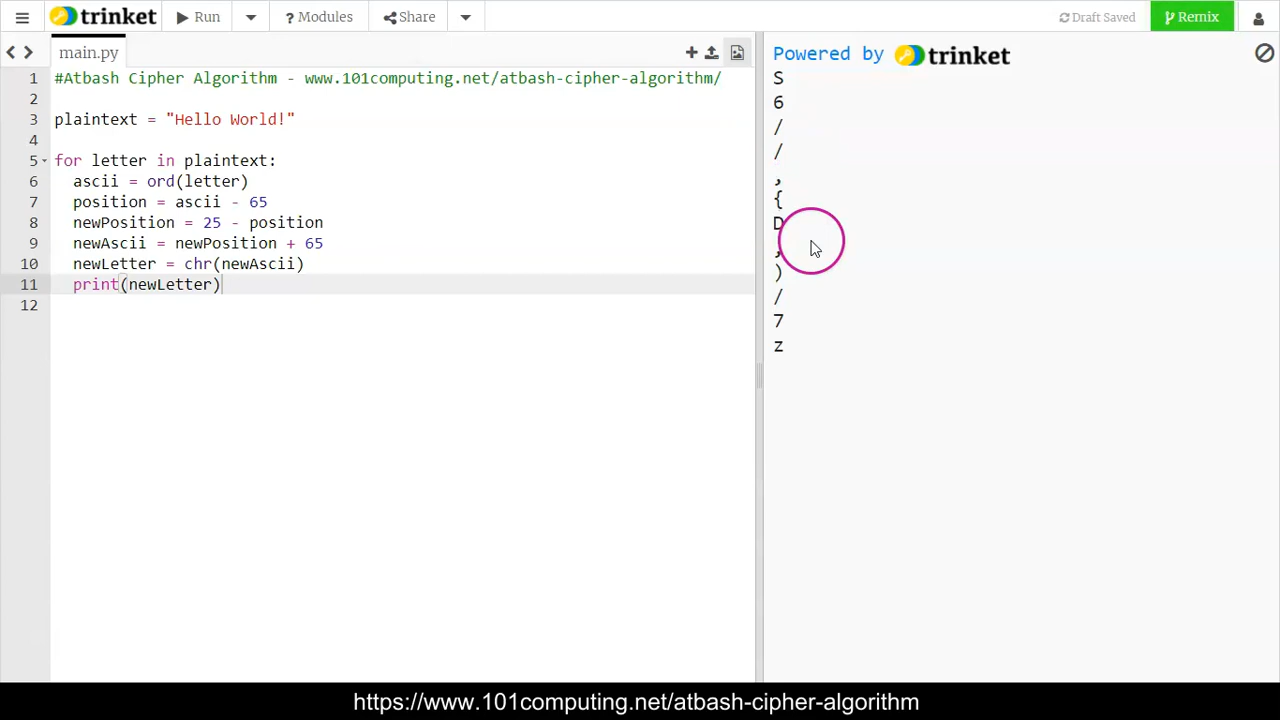 trinket Run Modules Share Draft Saved Remix
main.py
Powered by trinket
1 #Atbash Cipher Algorithm - www.101computing.net/atbash-cipher-algorithm/
2
3 plaintext = "Hello World!"
4
5 for letter in plaintext:
6 ascii = ord(letter)
7 position = ascii - 65
8 newPosition = 25 - position
9 newAscii = newPosition + 65
10 newLetter = chr(newAscii)
11 print(newLetter)
12
S
6
/
/
,
{
D
,
)
/
7
z
https://www.101computing.net/atbash-cipher-algorithm